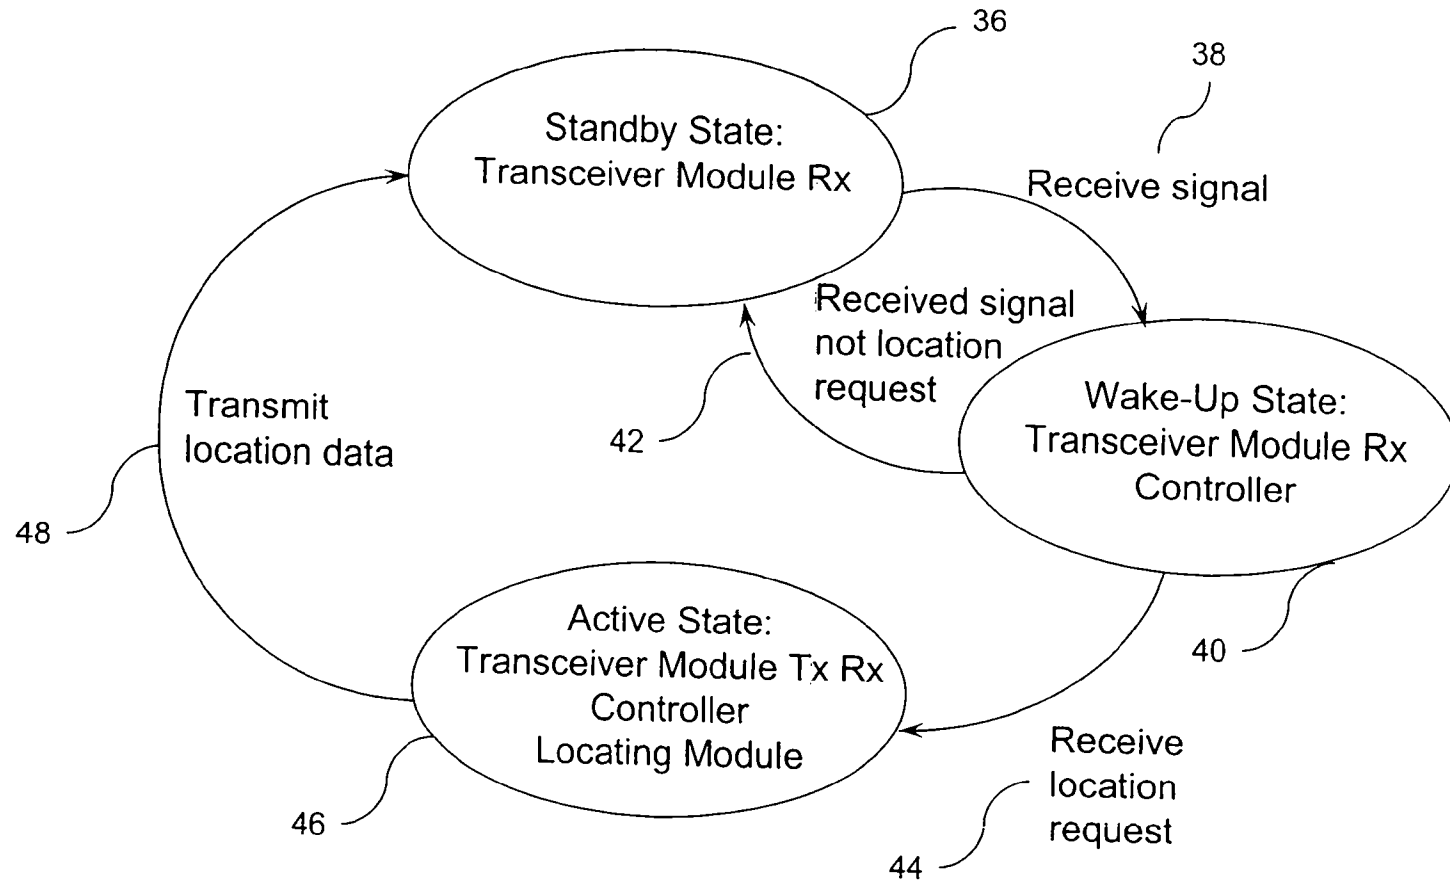 36
38
Standby State:
Transceiver Module Rx
Receive signal
Received signal
not location
request
42
Wake-Up State:
Transceiver Module Rx
Controller
40
Transmit
location data
48
Active State:
Transceiver Module Tx Rx
Controller
Locating Module
46
Receive
location
request
44